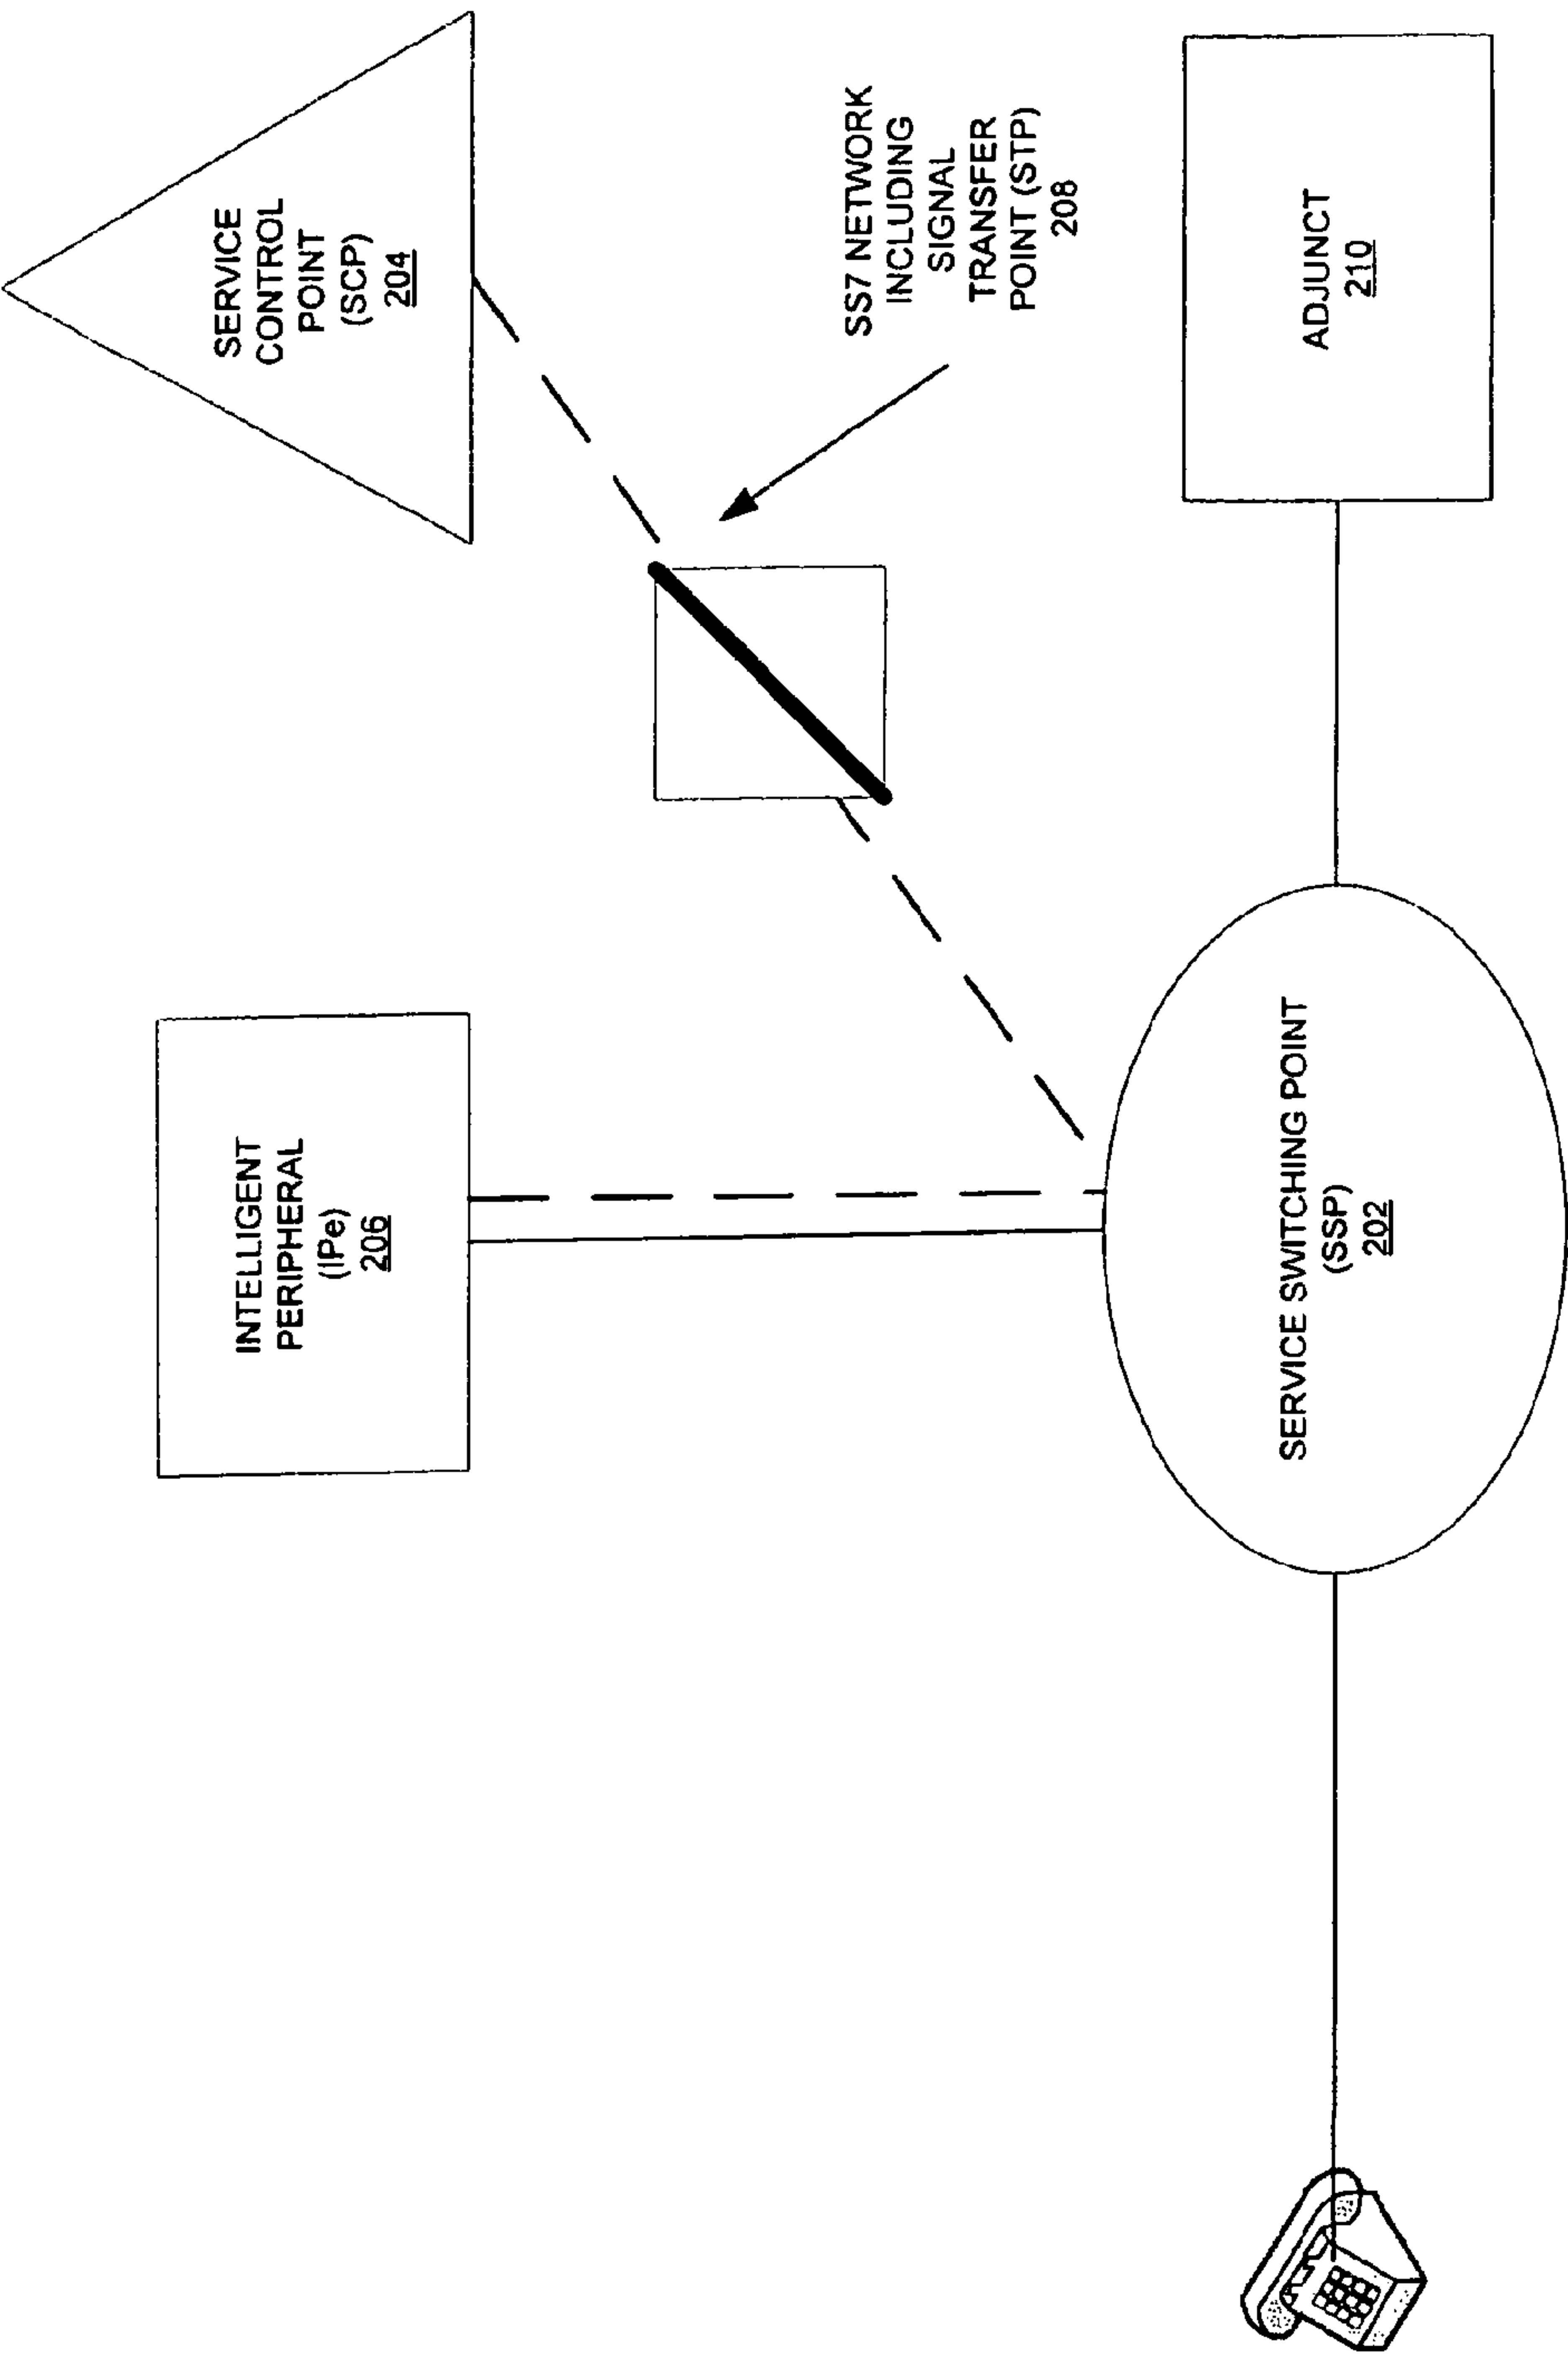 INTELLIGENT
PERIPHERAL
(IPe)
206
SERVICE
CONTROL
POINT
(SCP)
204
SS7 NETWORK
INCLUDING
SIGNAL
TRANSFER
POINT (STP)
208
SERVICE SWITCHING POINT
(SSP)
202
ADJUNCT
210